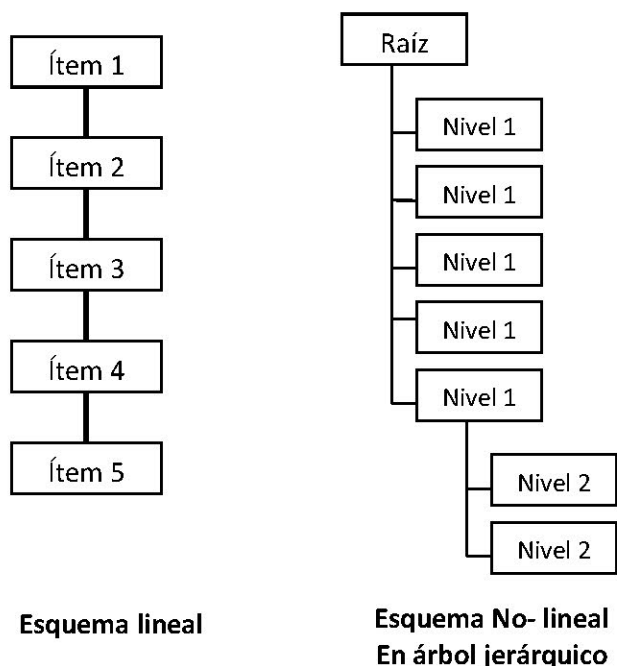 Ítem 1
Ítem 2
Ítem 3
Ítem 4
Ítem 5
Esquema lineal
Raíz
Nivel 1
Nivel 1
Nivel 1
Nivel 1
Nivel 1
Nivel 2
Nivel 2
Esquema No- lineal
En árbol jerárquico